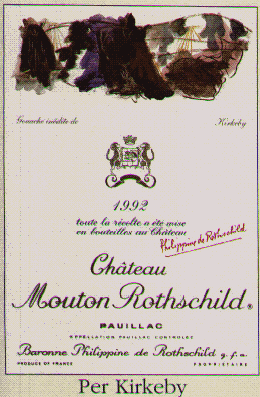 Gouache inédite de Kirkeby
1992
toute la récolte a été mise
en bouteilles au Château
Philippine de Rothschild
Château
Mouton Rothschild®
PAUILLAC
APPELLATION PAUILLAC CONTROLÉE
Baronne Philippine de Rothschild g.f.a.
PRODUCE OF FRANCE PROPRIETAIRE
Per Kirkeby